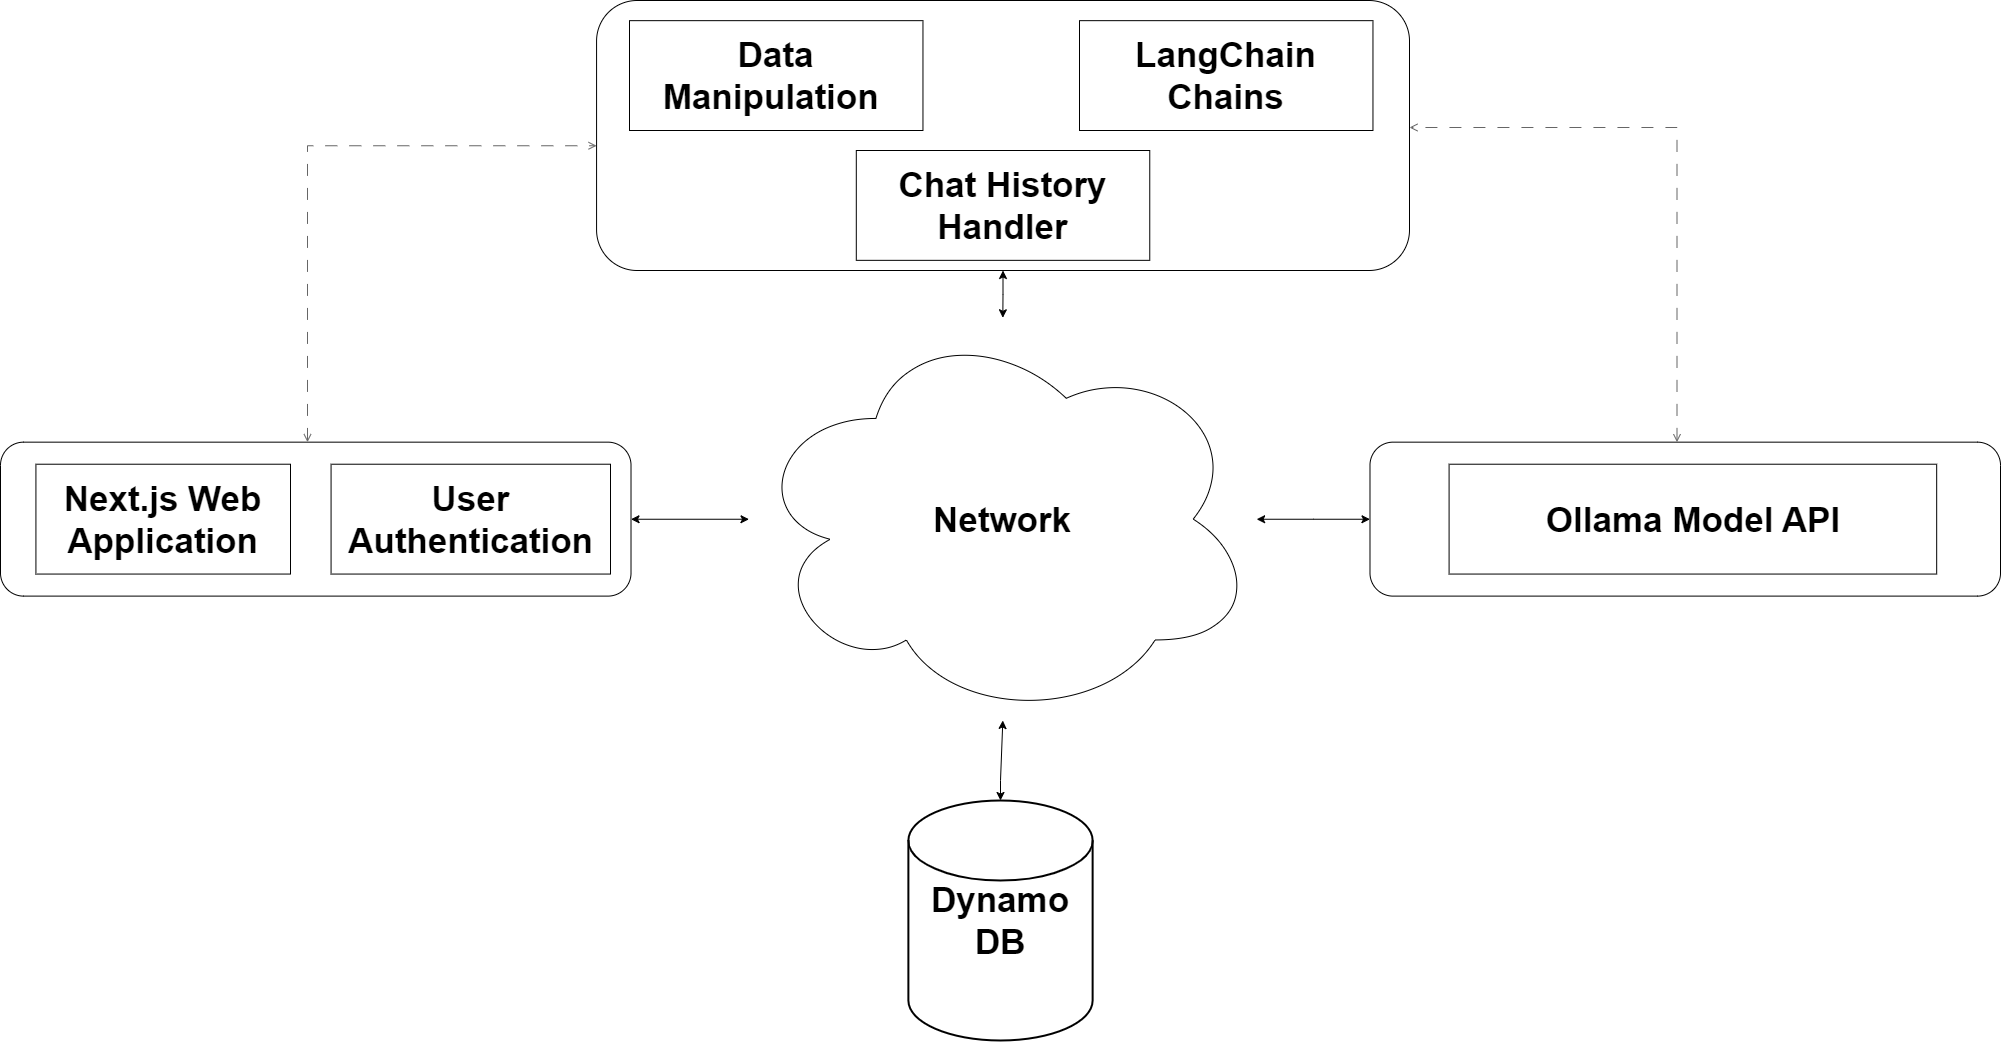 Data
Manipulation
LangChain
Chains
Chat History
Handler
Next.js Web
Application
User
Authentication
Network
Ollama Model API
Dynamo
DB